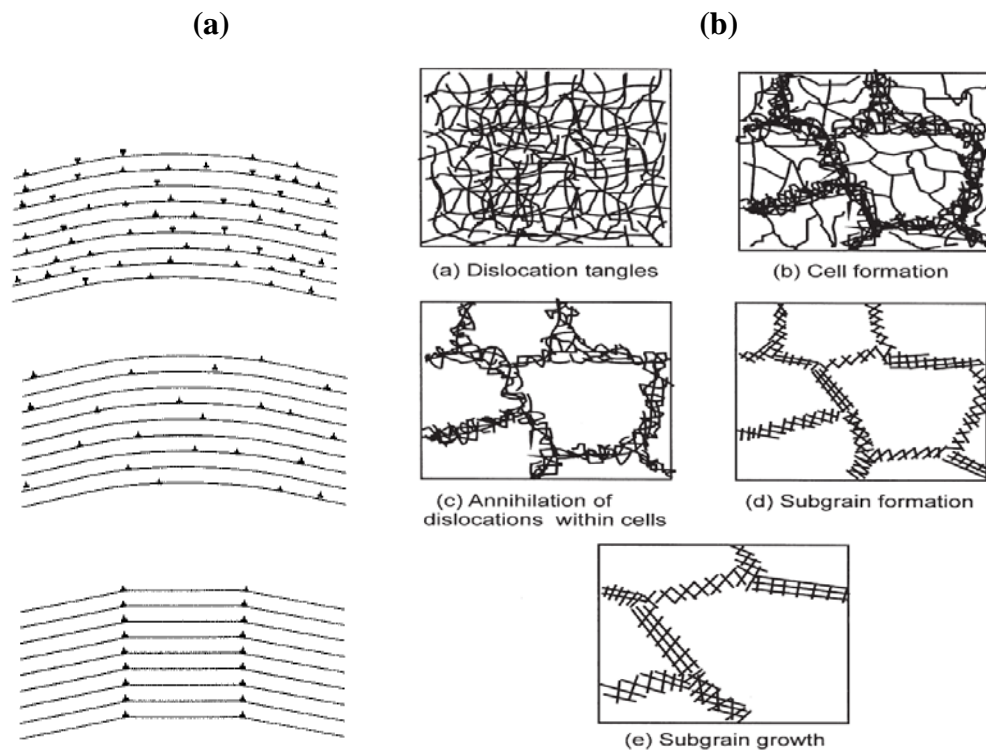 (a)
(b)
(a) Dislocation tangles
(b) Cell formation
(c) Annihilation of
dislocations within cells
(d) Subgrain formation
(e) Subgrain growth